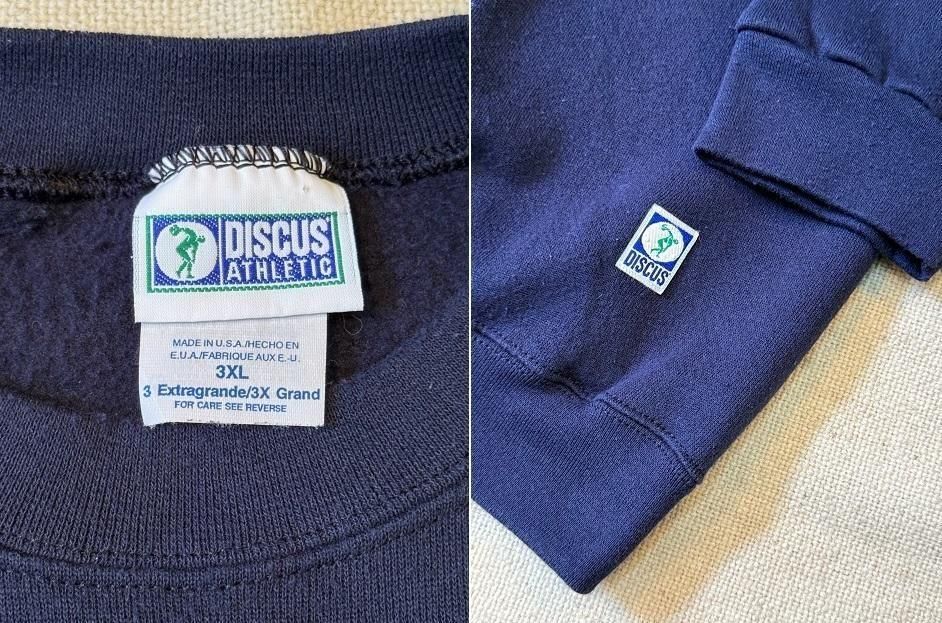 DISCUS
ATHLETIC
MADE IN U.S.A./HECHO EN
E.U.A./FABRIQUE AUX E.-U.
3XL
3 Extragrande/3X Grand
FOR CARE SEE REVERSE
DISCUS